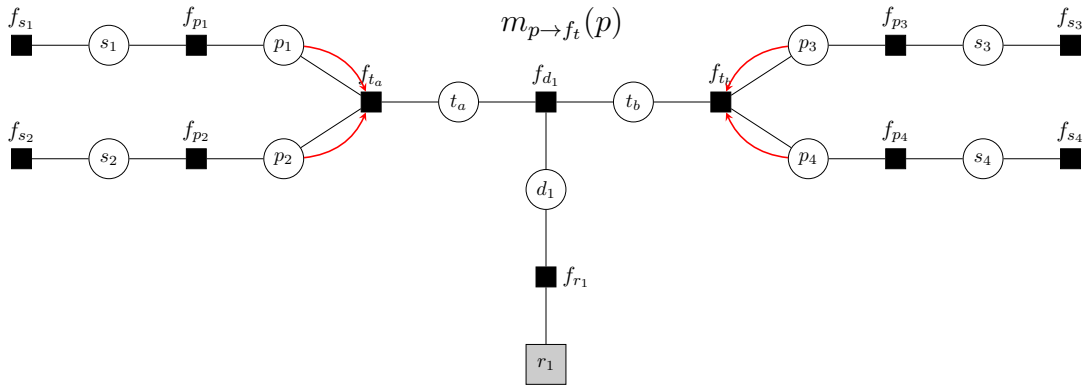 $m_{p \to f_t}(p)$
$f_{s_1}$ $s_1$ $f_{p_1}$ $p_1$ $p_3$ $f_{p_3}$ $s_3$ $f_{s_3}$
$f_{t_a}$ $t_a$ $f_{d_1}$ $t_b$ $f_{t_b}$
$f_{s_2}$ $s_2$ $f_{p_2}$ $p_2$ $p_4$ $f_{p_4}$ $s_4$ $f_{s_4}$
$d_1$
$f_{r_1}$
$r_1$